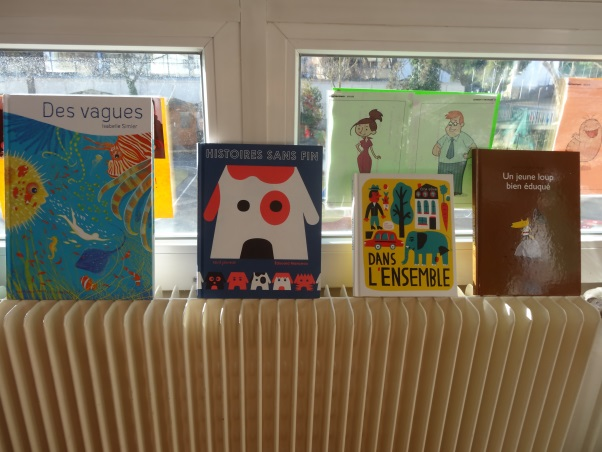 Des vagues
Isabelle Simler
HISTOIRES SANS FIN
DANS
L'ENSEMBLE
Un jeune loup
bien éduqué